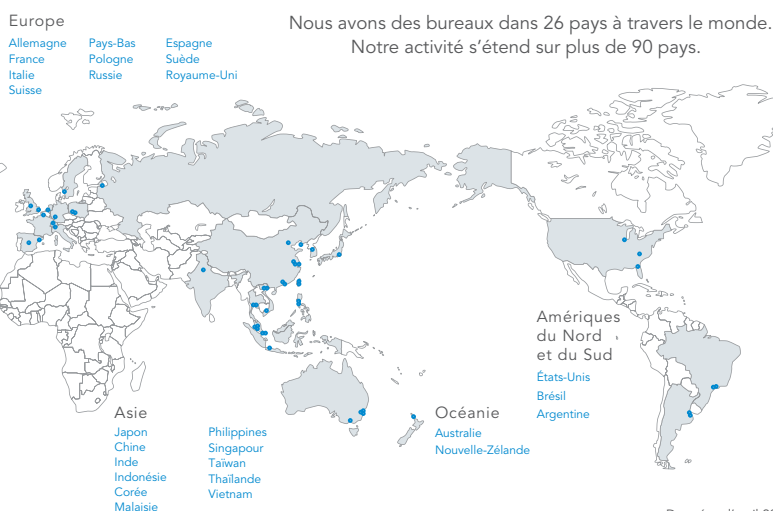 Europe
Allemagne
France
Italie
Suisse
Pays-Bas
Pologne
Russie
Espagne
Suède
Royaume-Uni
Nous avons des bureaux dans 26 pays à travers le monde.
Notre activité s’étend sur plus de 90 pays.
Asie
Japon
Chine
Inde
Indonésie
Corée
Malaisie
Philippines
Singapour
Taïwan
Thaïlande
Vietnam
Océanie
Australie
Nouvelle-Zélande
Amériques
du Nord
et du Sud
États-Unis
Brésil
Argentine